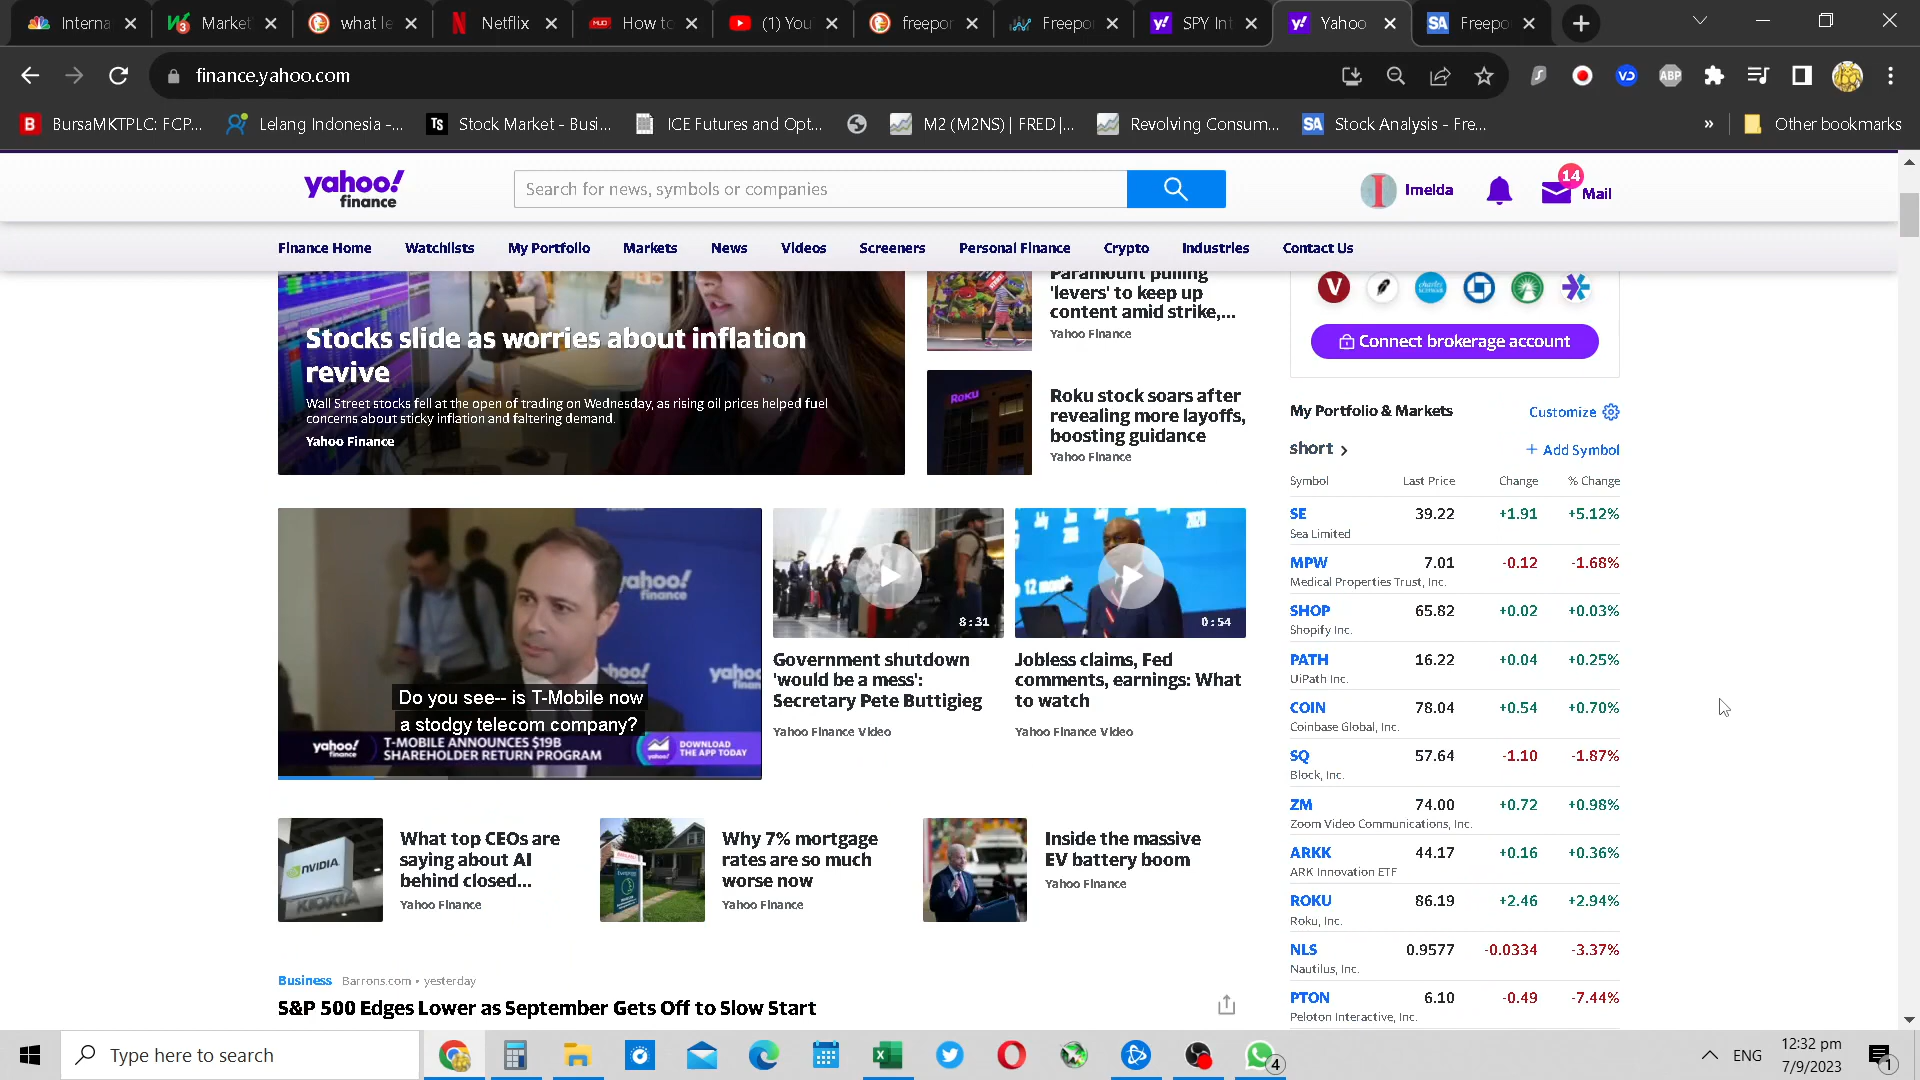 Interna
Market
what le
Netflix
How to
(1) You
freepor
Freepo
SPY Int
Yahoo
Freepo
finance.yahoo.com
BursaMKTPLC: FCP...
Lelang Indonesia -...
Stock Market - Busi...
ICE Futures and Opt...
M2 (M2NS) | FRED |...
Revolving Consum...
Stock Analysis - Fre...
»
Other bookmarks
yahoo!
finance
Search for news, symbols or companies
Imelda
14
Mail
Finance Home Watchlists My Portfolio Markets News Videos Screeners Personal Finance Crypto Industries Contact Us
Stocks slide as worries about inflation
revive
Wall Street stocks fell at the open of trading on Wednesday, as rising oil prices helped fuel
concerns about sticky inflation and faltering demand.
Yahoo Finance
Paramount pulling
'levers' to keep up
content amid strike,...
Yahoo Finance
Roku stock soars after
revealing more layoffs,
boosting guidance
Yahoo Finance
Do you see-- is T-Mobile now
a stodgy telecom company?
yahoo!
finance
T-MOBILE ANNOUNCES $19B
SHAREHOLDER RETURN PROGRAM
DOWNLOAD
THE APP TODAY
8:31
Government shutdown
'would be a mess':
Secretary Pete Buttigieg
Yahoo Finance Video
0:54
Jobless claims, Fed
comments, earnings: What
to watch
Yahoo Finance Video
NVIDIA
What top CEOs are
saying about AI
behind closed...
Yahoo Finance
Why 7% mortgage
rates are so much
worse now
Yahoo Finance
Inside the massive
EV battery boom
Yahoo Finance
Business Barrons.com • yesterday
S&P 500 Edges Lower as September Gets Off to Slow Start
Connect brokerage account
My Portfolio & Markets
Customize
short >
+ Add Symbol
Symbol Last Price Change % Change
SE 39.22 +1.91 +5.12%
Sea Limited
MPW 7.01 -0.12 -1.68%
Medical Properties Trust, Inc.
SHOP 65.82 +0.02 +0.03%
Shopify Inc.
PATH 16.22 +0.04 +0.25%
UiPath Inc.
COIN 78.04 +0.54 +0.70%
Coinbase Global, Inc.
SQ 57.64 -1.10 -1.87%
Block, Inc.
ZM 74.00 +0.72 +0.98%
Zoom Video Communications, Inc.
ARKK 44.17 +0.16 +0.36%
ARK Innovation ETF
ROKU 86.19 +2.46 +2.94%
Roku, Inc.
NLS 0.9577 -0.0334 -3.37%
Nautilus, Inc.
PTON 6.10 -0.49 -7.44%
Peloton Interactive, Inc.
Type here to search
4
ENG
12:32 pm
7/9/2023
1